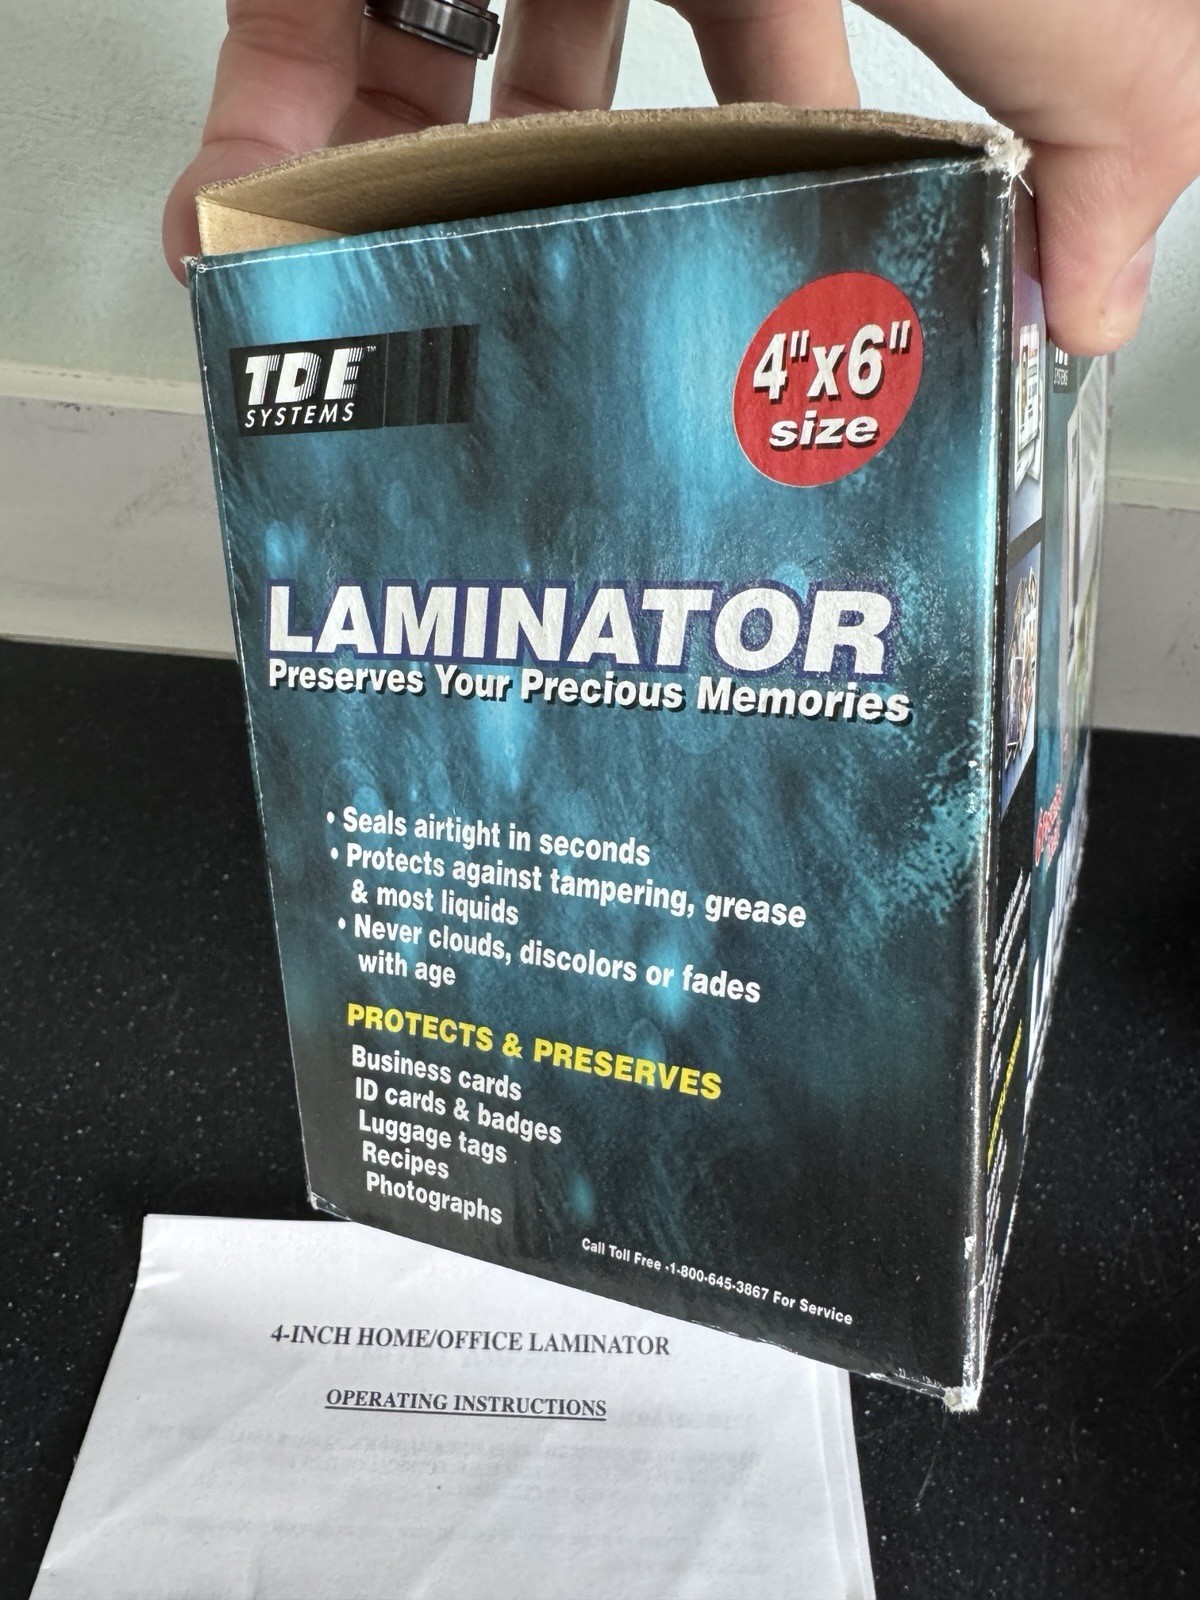 TDE™
SYSTEMS
4"x6"
size
LAMINATOR
Preserves Your Precious Memories
• Seals airtight in seconds
• Protects against tampering, grease
& most liquids
• Never clouds, discolors or fades
with age
PROTECTS & PRESERVES
Business cards
ID cards & badges
Luggage tags
Recipes
Photographs
Call Toll Free -1-800-645-3867 For Service
SYSTEMS
4-INCH HOME/OFFICE LAMINATOR
OPERATING INSTRUCTIONS